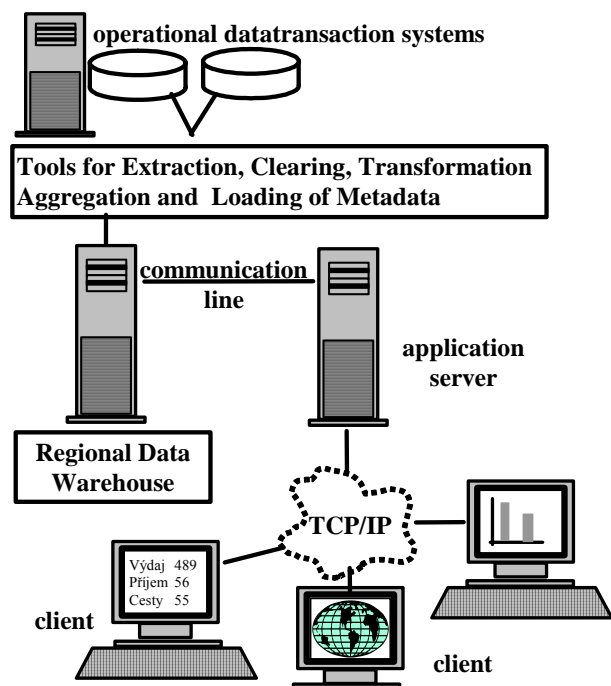 operational datatransaction systems
Tools for Extraction, Clearing, Transformation
Aggregation and Loading of Metadata
communication
line
application
server
Regional Data
Warehouse
TCP/IP
Výdaj 489
Příjem 56
Cesty 55
client
client